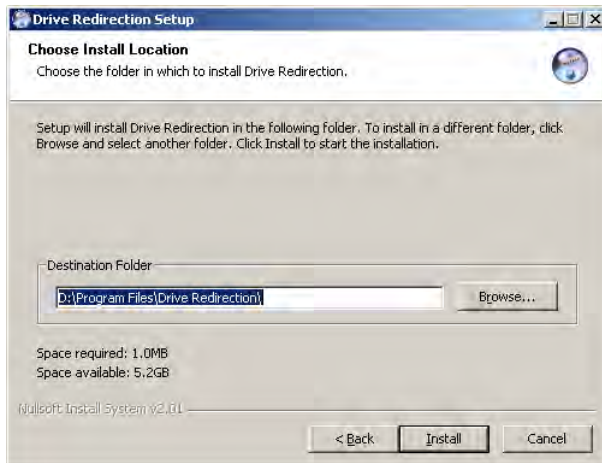 Drive Redirection Setup
Choose Install Location
Choose the folder in which to install Drive Redirection.
Setup will install Drive Redirection in the following folder. To install in a different folder, click
Browse and select another folder. Click Install to start the installation.
Destination Folder
D:\Program Files\Drive Redirection\
Browse...
Space required: 1.0MB
Space available: 5.2GB
Nullsoft Install System v2.01
< Back
Install
Cancel